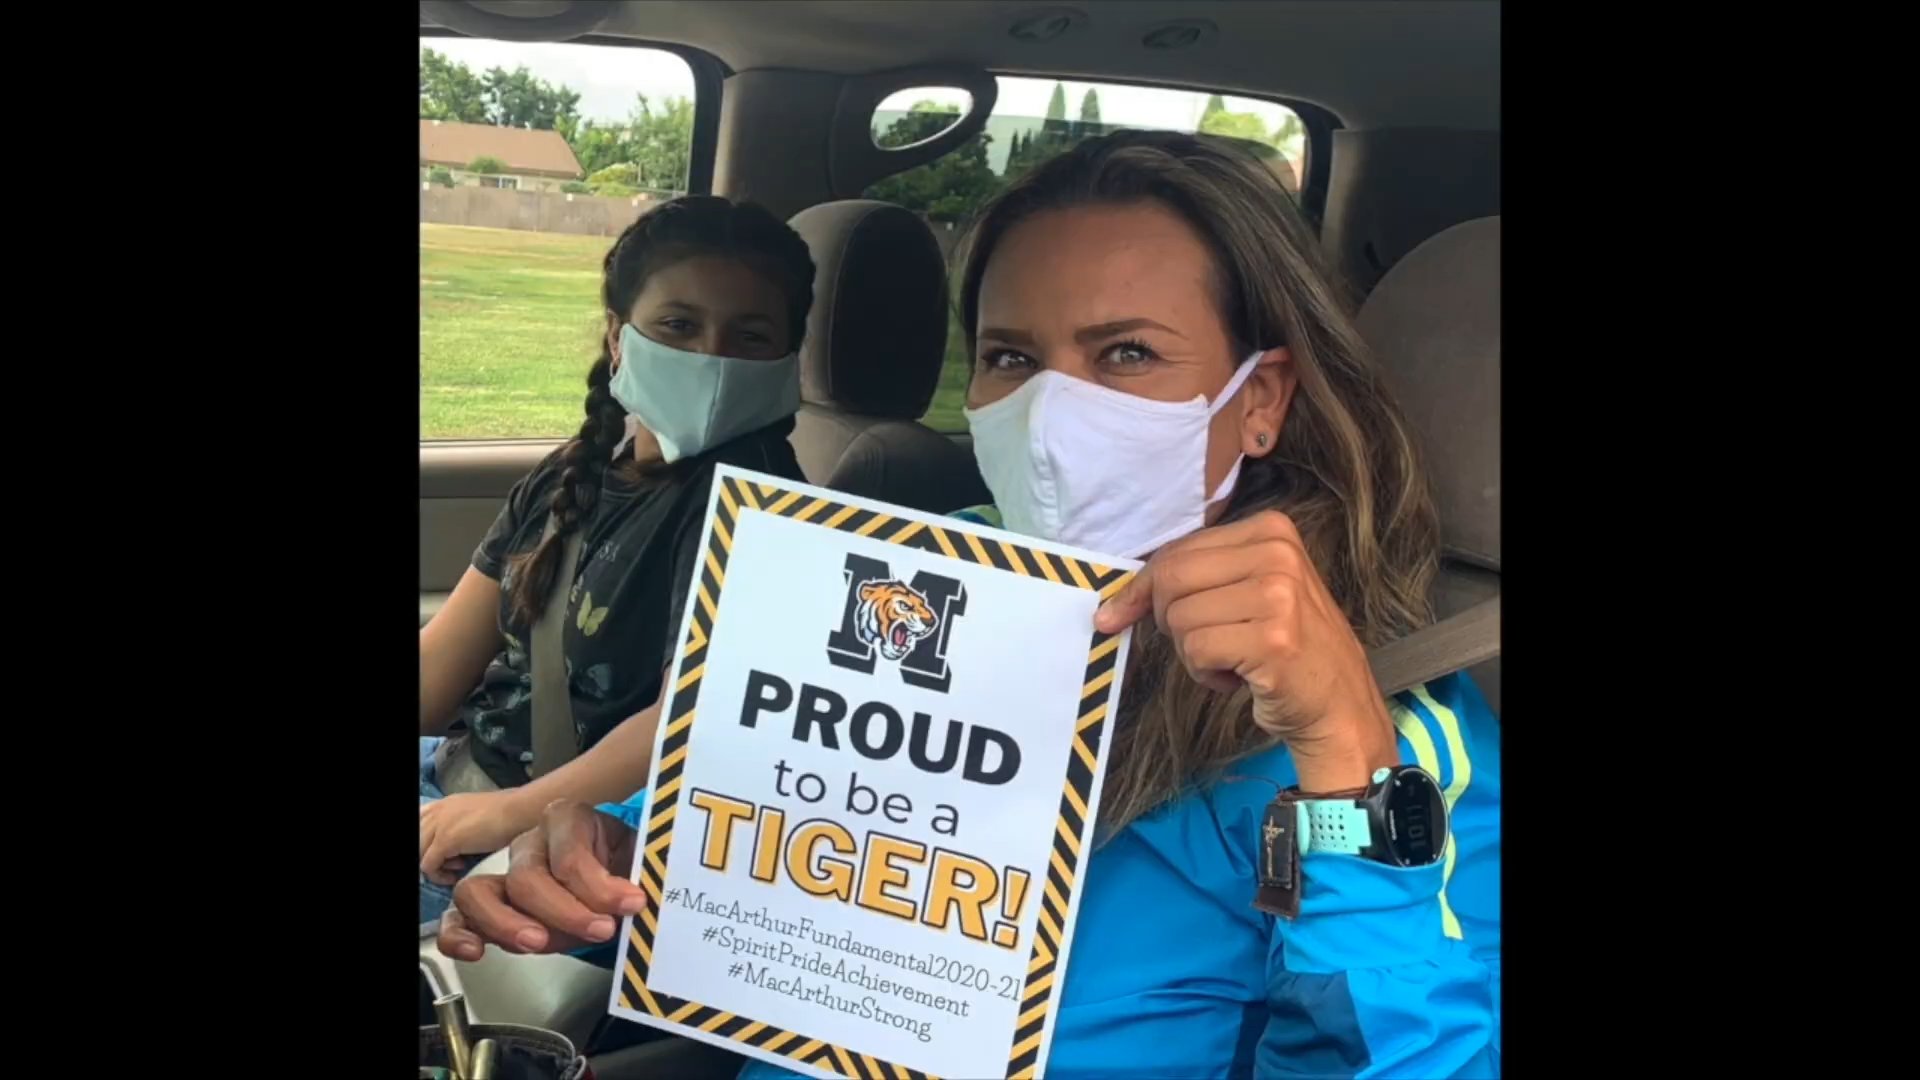 M
PROUD
to be a
TIGER!
#MacArthurFundamental2020-21
#SpiritPrideAchievement
#MacArthurStrong